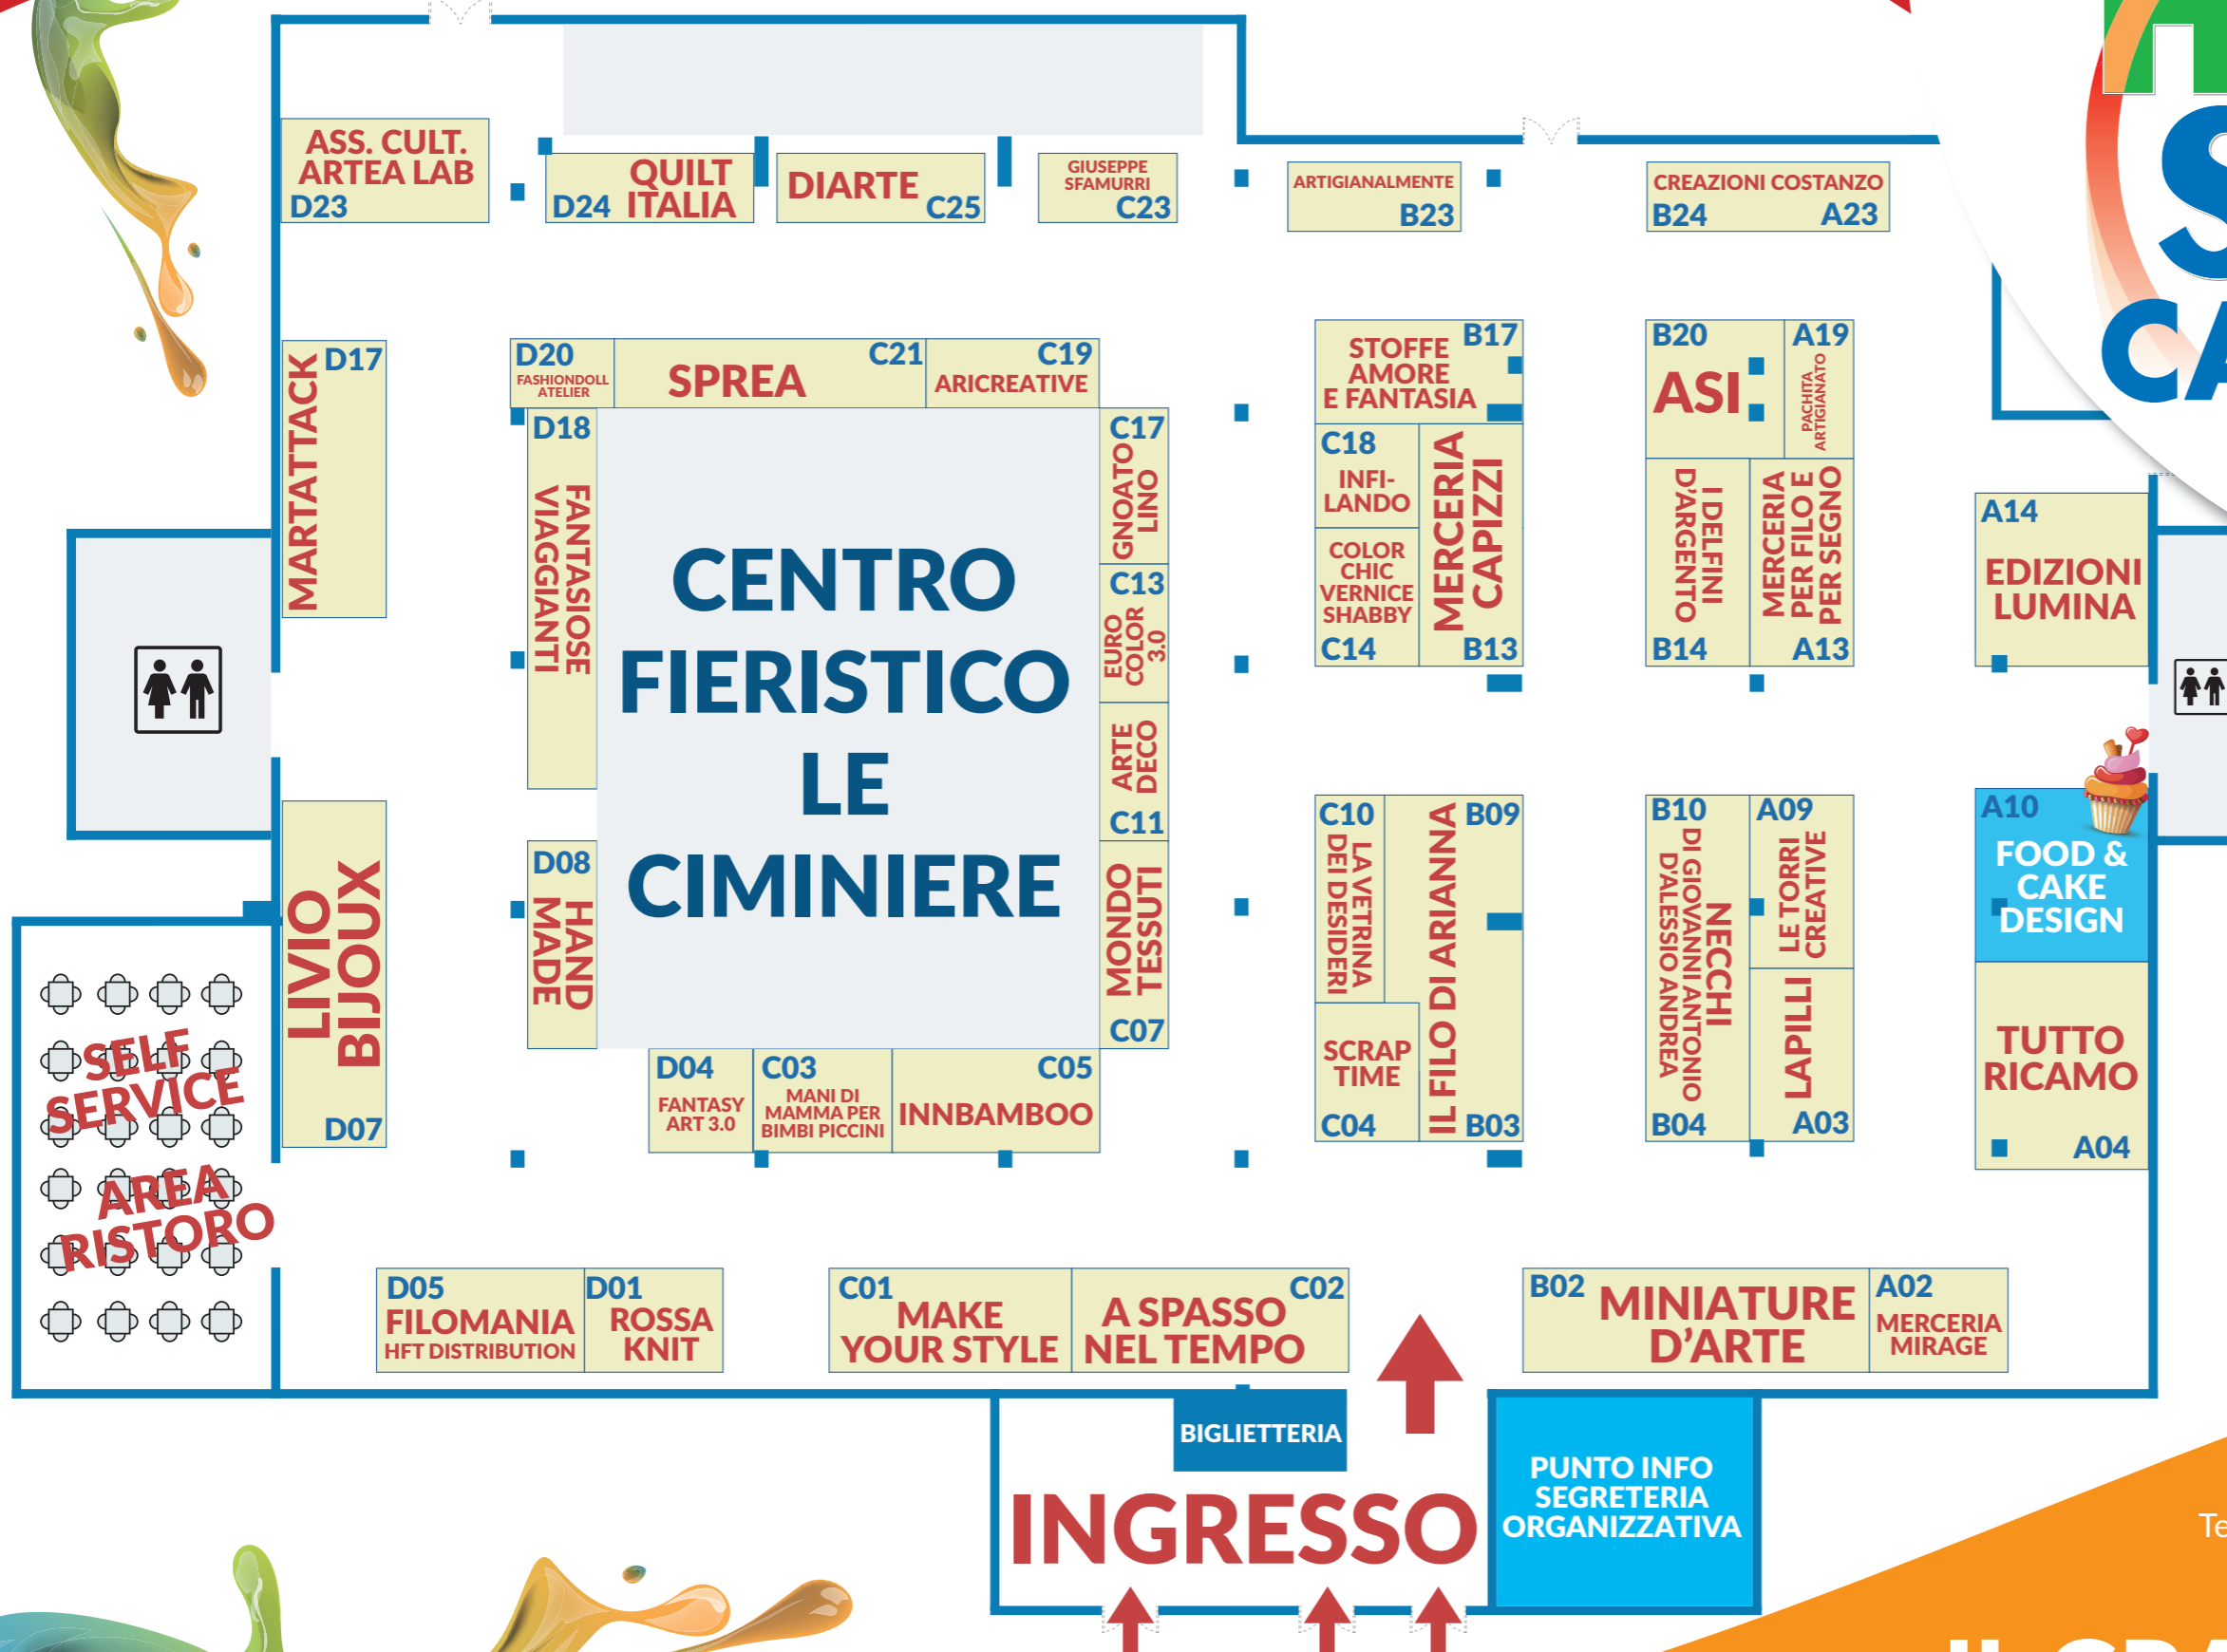 ASS. CULT.
ARTEA LAB
D23
QUILT
D24 ITALIA
DIARTE
C25
GIUSEPPE
SFAMURRI
C23
ARTIGIANALMENTE
B23
CREAZIONI COSTANZO
B24 A23
S
CA
MARTATTACK
D17
D20
FASHIONDOLL
ATELIER
SPREA
C21
C19
ARICREATIVE
D18
FANTASIOSE
VIAGGIANTI
C17
GNOATO
LINO
C13
EURO
COLOR
3.0
ARTE
DECO
C11
MONDO
TESSUTI
C07
CENTRO
FIERISTICO
LE
CIMINIERE
STOFFE
AMORE
E FANTASIA
B17
C18
INFI-
LANDO
COLOR
CHIC
VERNICE
SHABBY
C14
MERCERIA
CAPIZZI
B13
B20
ASI
A19
PACHITA
ARTIGIANATO
I DELFINI
D'ARGENTO
B14
MERCERIA
PER FILO E
PER SEGNO
A13
A14
EDIZIONI
LUMINA
LIVIO
BIJOUX
D07
D08
HAND
MADE
D04
FANTASY
ART 3.0
C03
MANI DI
MAMMA PER
BIMBI PICCINI
C05
INNBAMBOO
C10
LA VETRINA
DEI DESIDERI
SCRAP
TIME
C04
B09
IL FILO DI ARIANNA
B03
B10
NECCHI
DI GIOVANNI ANTONIO
D'ALESSIO ANDREA
B04
A09
LE TORRI
CREATIVE
LAPILLI
A03
A10
FOOD &
CAKE
DESIGN
TUTTO
RICAMO
A04
SELF
SERVICE
AREA
RISTORO
D05
FILOMANIA
HFT DISTRIBUTION
D01
ROSSA
KNIT
C01
MAKE
YOUR STYLE
C02
A SPASSO
NEL TEMPO
B02
MINIATURE
D'ARTE
A02
MERCERIA
MIRAGE
BIGLIETTERIA
INGRESSO
PUNTO INFO
SEGRETERIA
ORGANIZZATIVA
Te